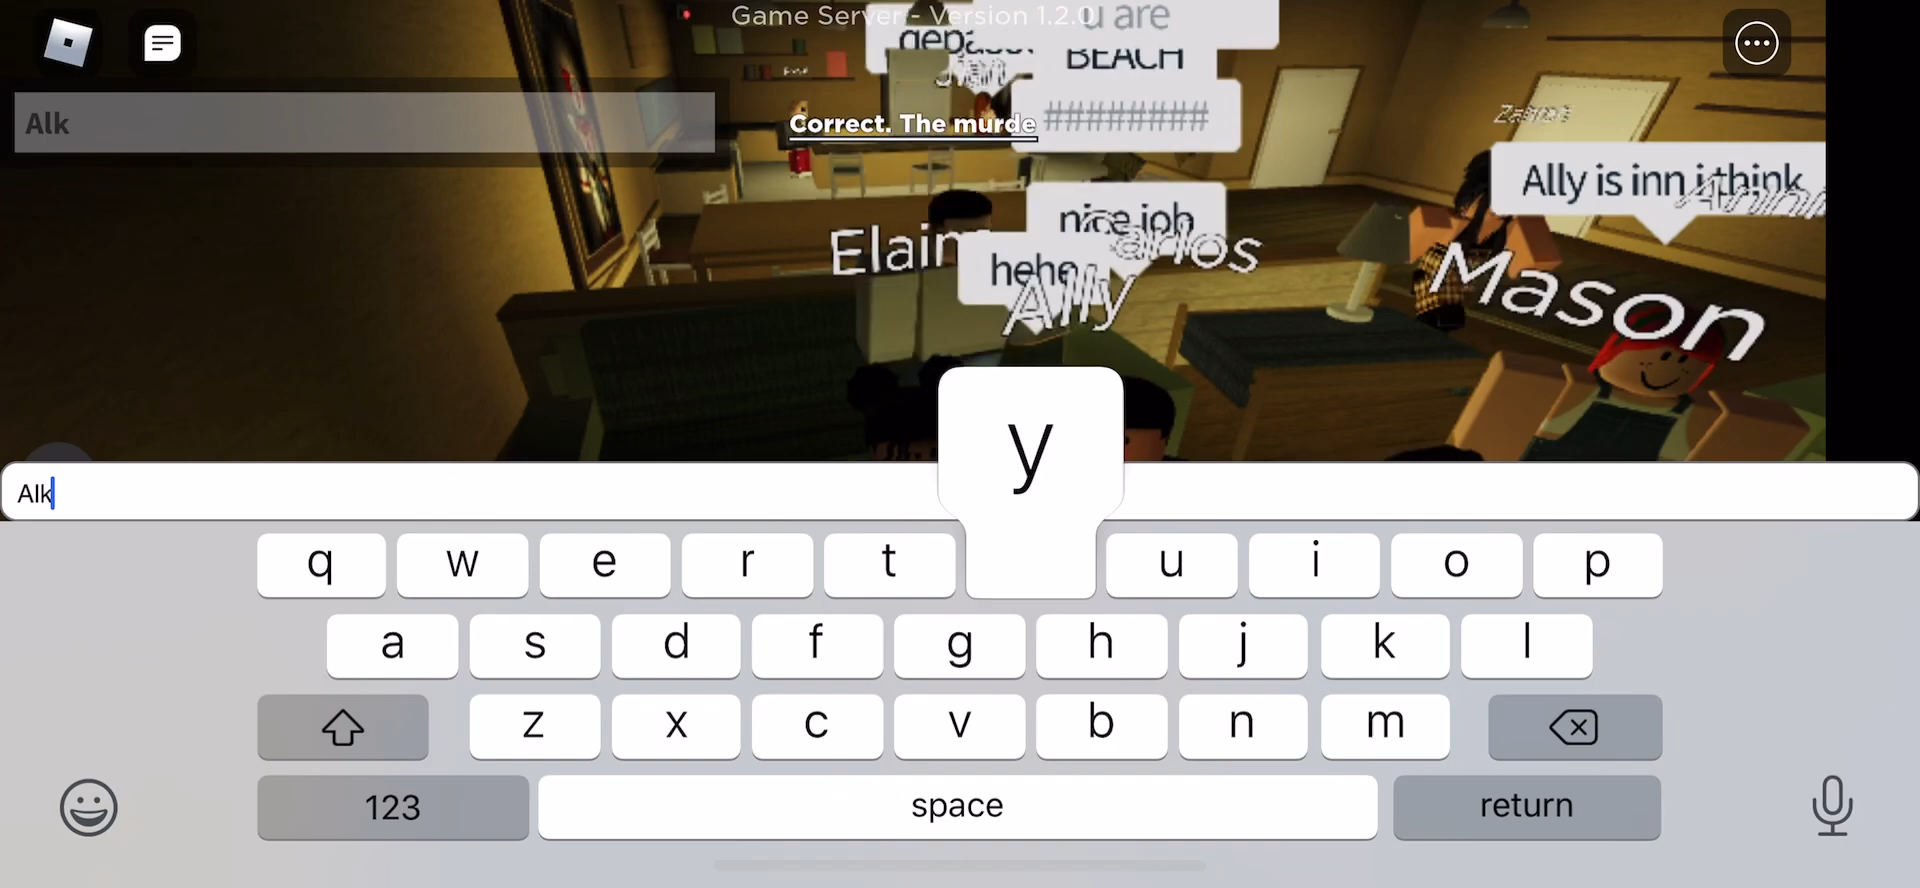 Game Server - Version 1.2.0
u are
BEACH
########
Alk
Correct. The murde
Ally is inn i think
nice job
hehe
Ally
Mason
Alk
y
q w e r t u i o p
a s d f g h j k l
z x c v b n m
123 space return